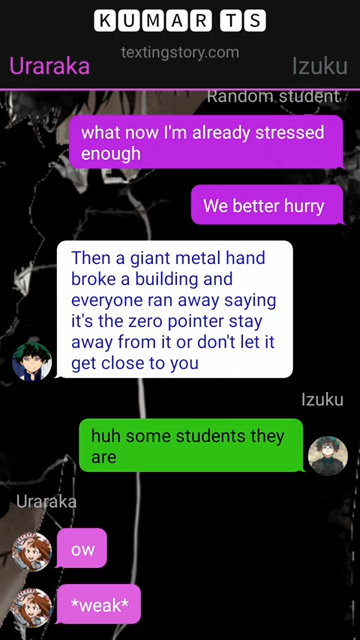 KUMAR TS
textingstory.com
Uraraka
Izuku
Random student
what now I'm already stressed
enough
We better hurry
Then a giant metal hand
broke a building and
everyone ran away saying
it's the zero pointer stay
away from it or don't let it
get close to you
Izuku
huh some students they
are
Uraraka
ow
*weak*